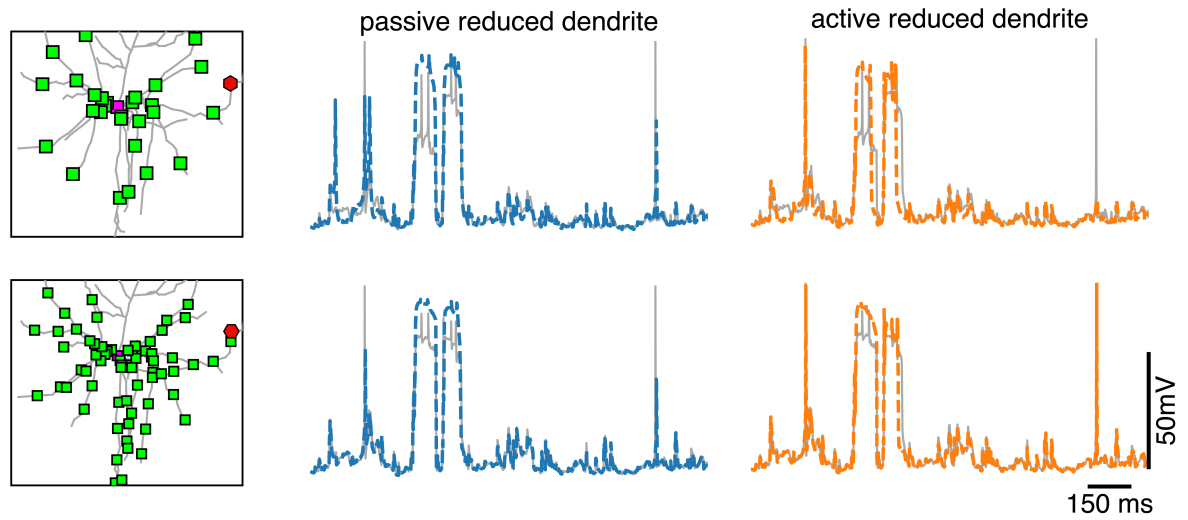 passive reduced dendrite
active reduced dendrite
50mV
150 ms